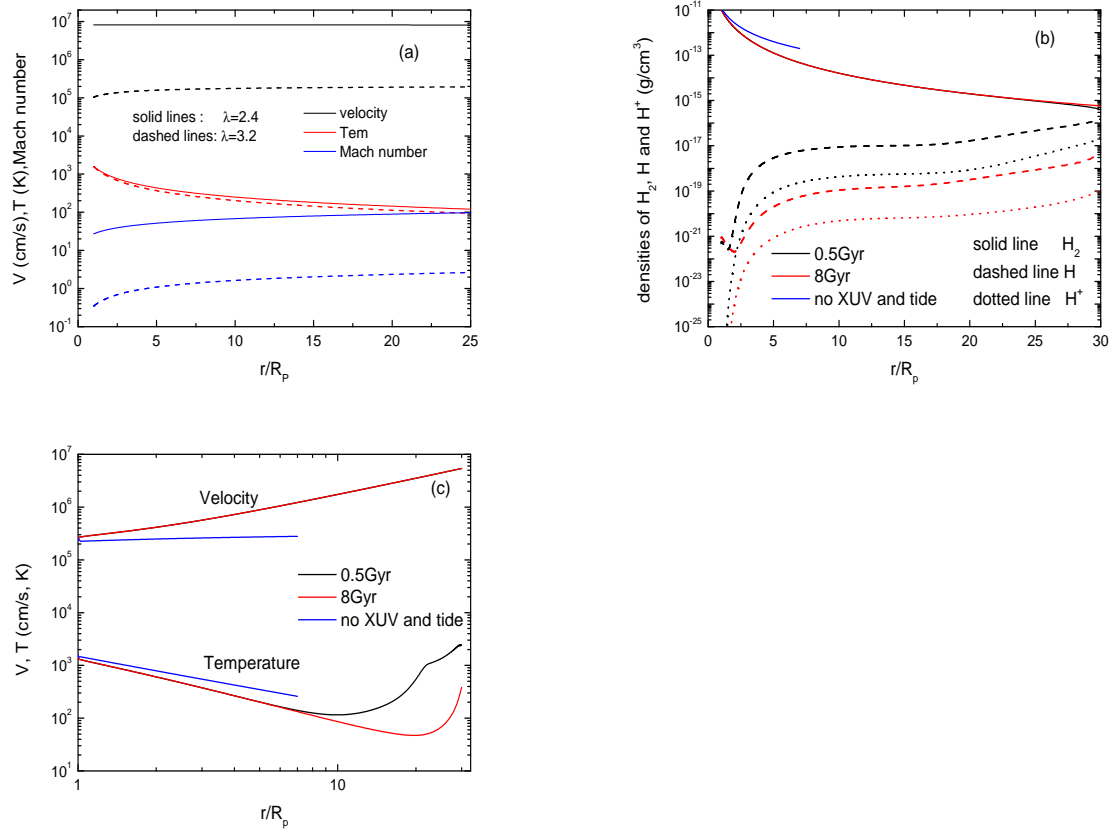 (a)
V (cm/s), T (K),Mach number
10^7
10^6
10^5
10^4
10^3
10^2
10^1
10^0
10^-1
solid lines : λ=2.4
dashed lines: λ=3.2
velocity
Tem
Mach number
0 5 10 15 20 25
r/R_P
(b)
densities of H_2, H and H^+ (g/cm^3)
10^-11
10^-13
10^-15
10^-17
10^-19
10^-21
10^-23
10^-25
0.5Gyr
8Gyr
no XUV and tide
solid line H_2
dashed line H
dotted line H^+
0 5 10 15 20 25 30
r/R_p
(c)
V, T (cm/s, K)
10^7
10^6
10^5
10^4
10^3
10^2
10^1
Velocity
0.5Gyr
8Gyr
no XUV and tide
Temperature
1 10
r/R_p